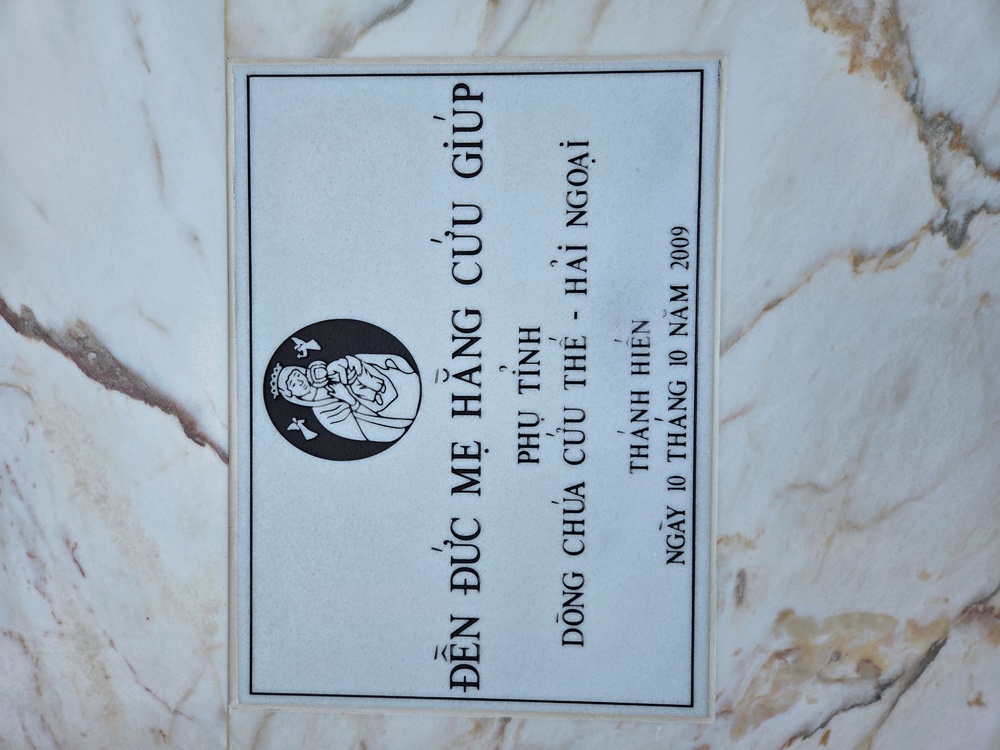 ĐỀN ĐỨC MẸ HẰNG CỨU GIÚP
PHỤ TỈNH
DÒNG CHÚA CỨU THẾ - HẢI NGOẠI
THÁNH HIẾN
NGÀY 10 THÁNG 10 NĂM 2009